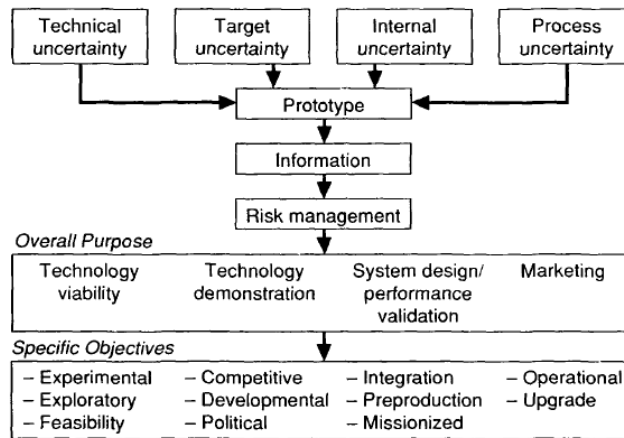 Technical uncertainty
Target uncertainty
Internal uncertainty
Process uncertainty
Prototype
Information
Risk management
Overall Purpose
Technology viability
Technology demonstration
System design/ performance validation
Marketing
Specific Objectives
– Experimental
– Exploratory
– Feasibility
– Competitive
– Developmental
– Political
– Integration
– Preproduction
– Missionized
– Operational
– Upgrade